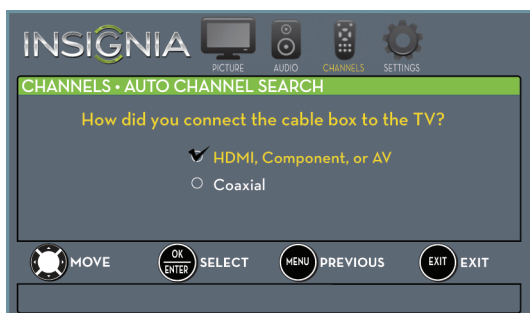 INSIGNIA
PICTURE AUDIO CHANNELS SETTINGS
CHANNELS • AUTO CHANNEL SEARCH
How did you connect the cable box to the TV?
HDMI, Component, or AV
Coaxial
MOVE OK ENTER SELECT MENU PREVIOUS EXIT EXIT